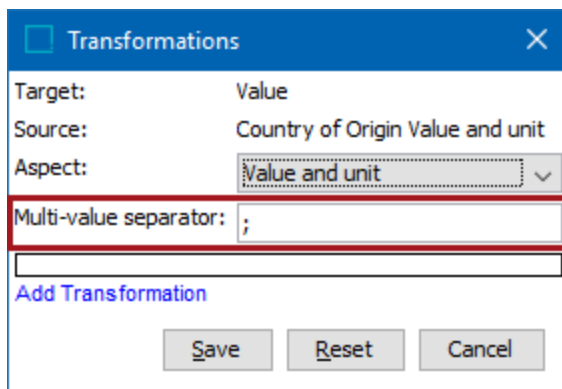 Transformations
Target: Value
Source: Country of Origin Value and unit
Aspect: Value and unit
Multi-value separator: ;
Add Transformation
Save Reset Cancel